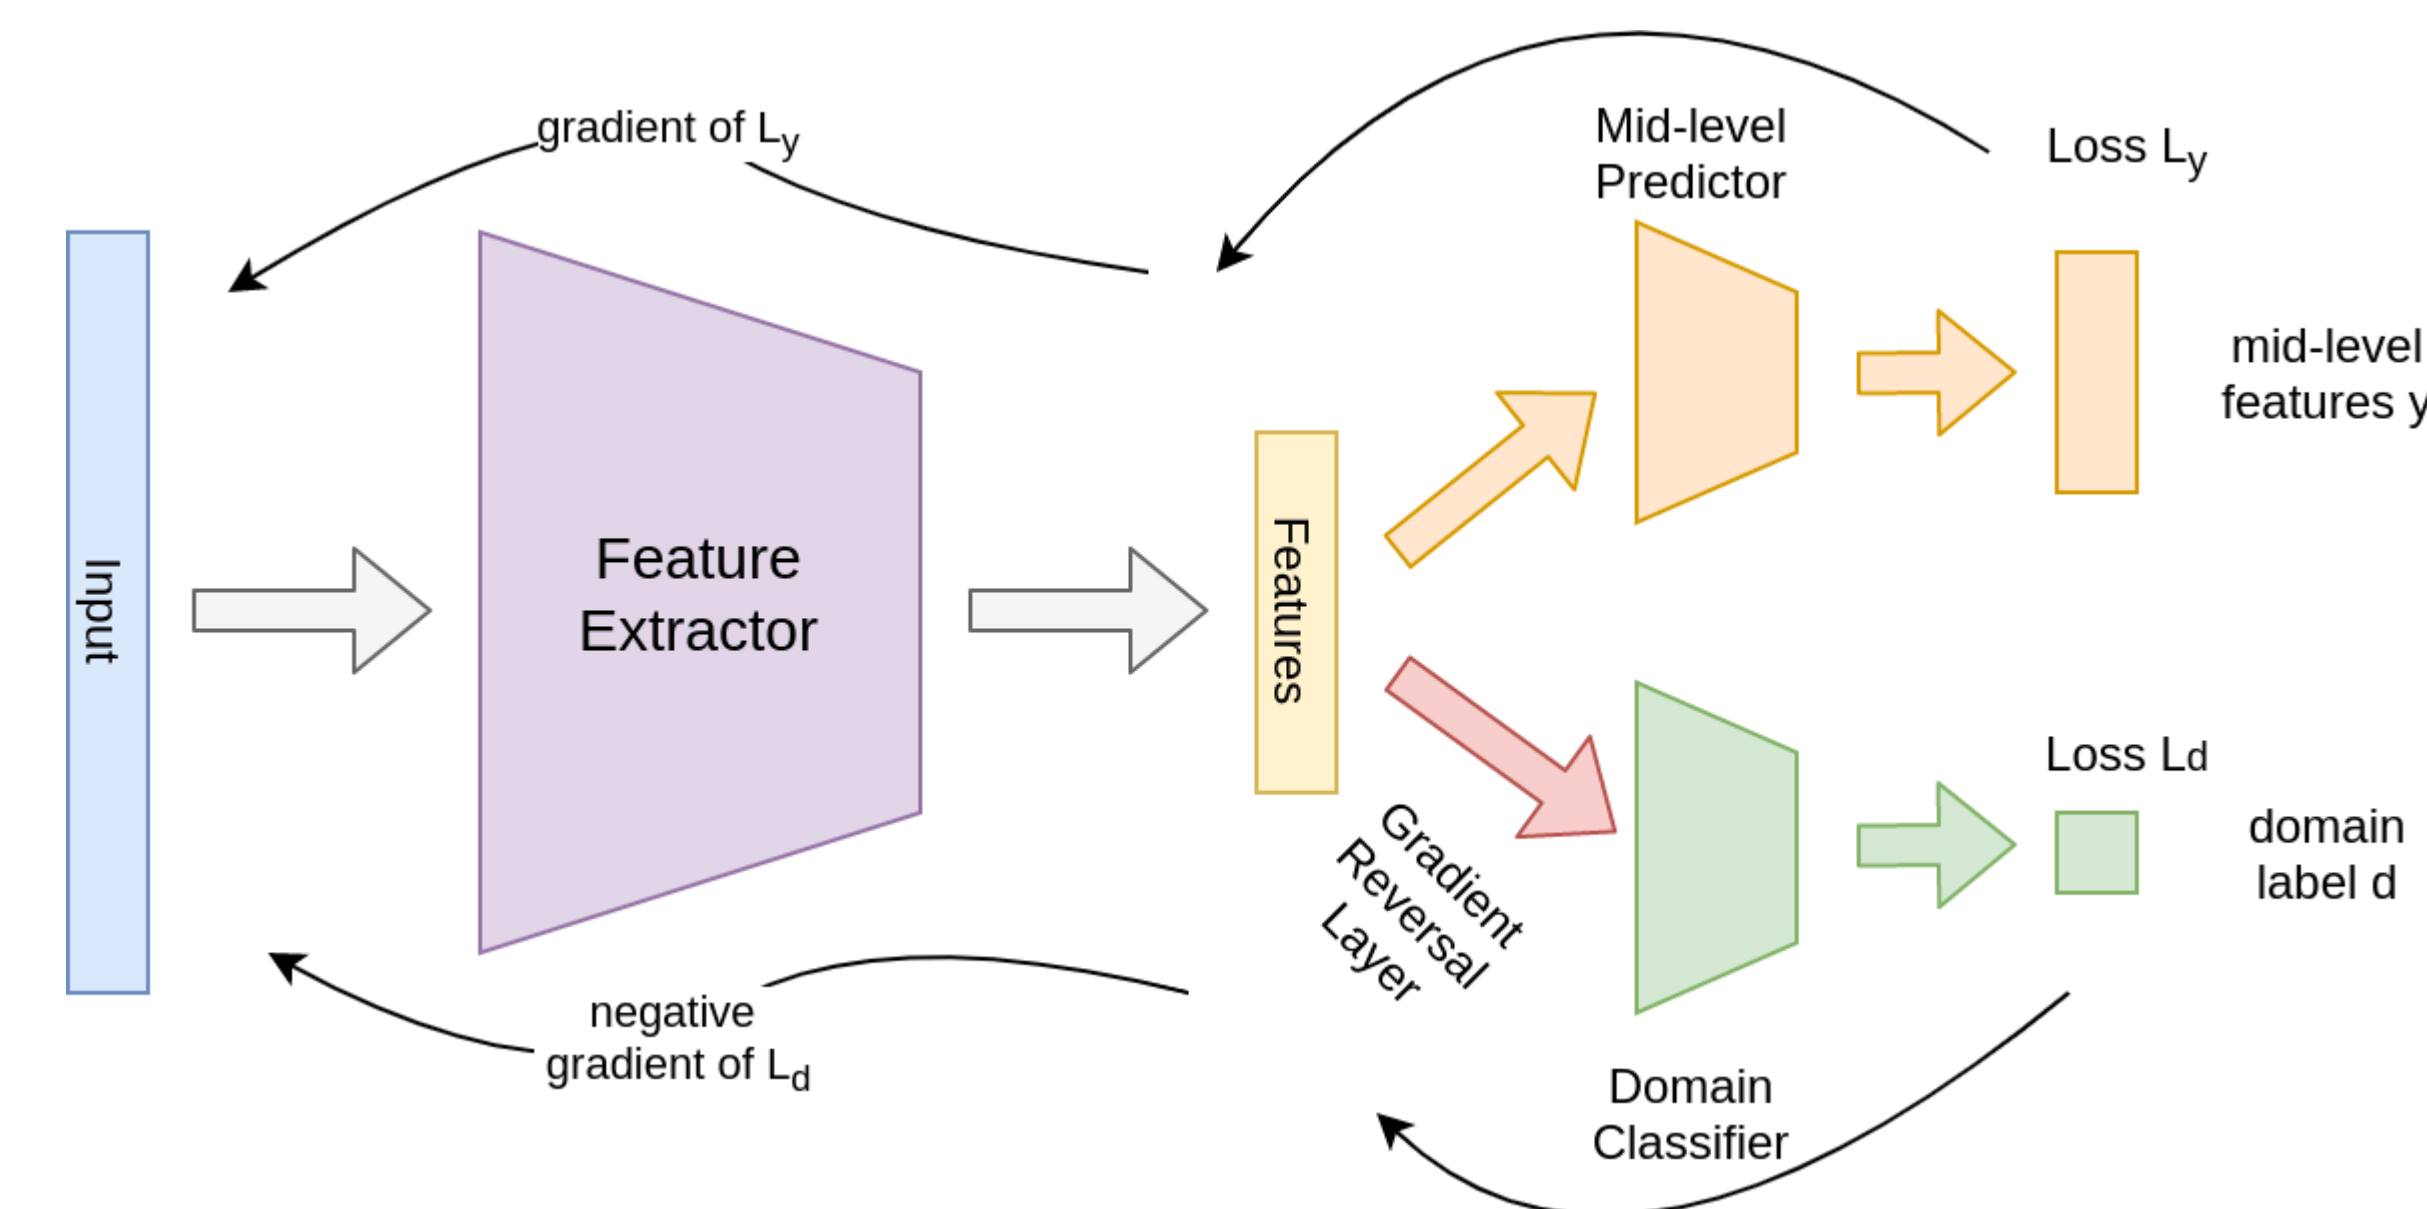 gradient of Ly
Mid-level
Predictor
Loss Ly
mid-level
features y
Input
Feature
Extractor
Features
Gradient
Reversal
Layer
Loss Ld
domain
label d
negative
gradient of Ld
Domain
Classifier